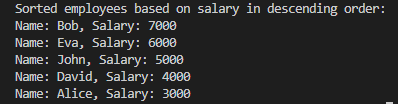 Sorted employees based on salary in descending order:
Name: Bob, Salary: 7000
Name: Eva, Salary: 6000
Name: John, Salary: 5000
Name: David, Salary: 4000
Name: Alice, Salary: 3000